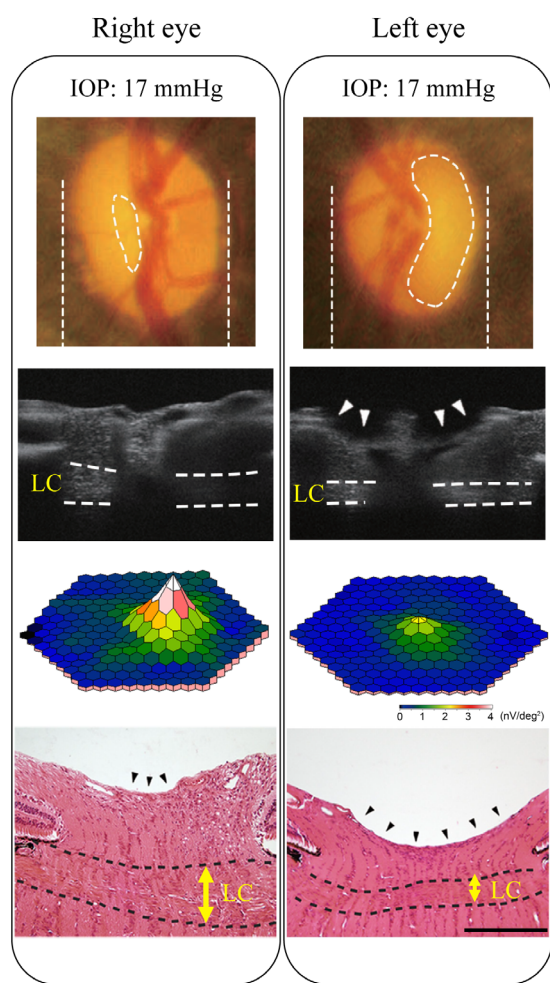 Right eye
Left eye
IOP: 17 mmHg
IOP: 17 mmHg
LC
LC
0 1 2 3 4 (nV/deg²)
LC
LC